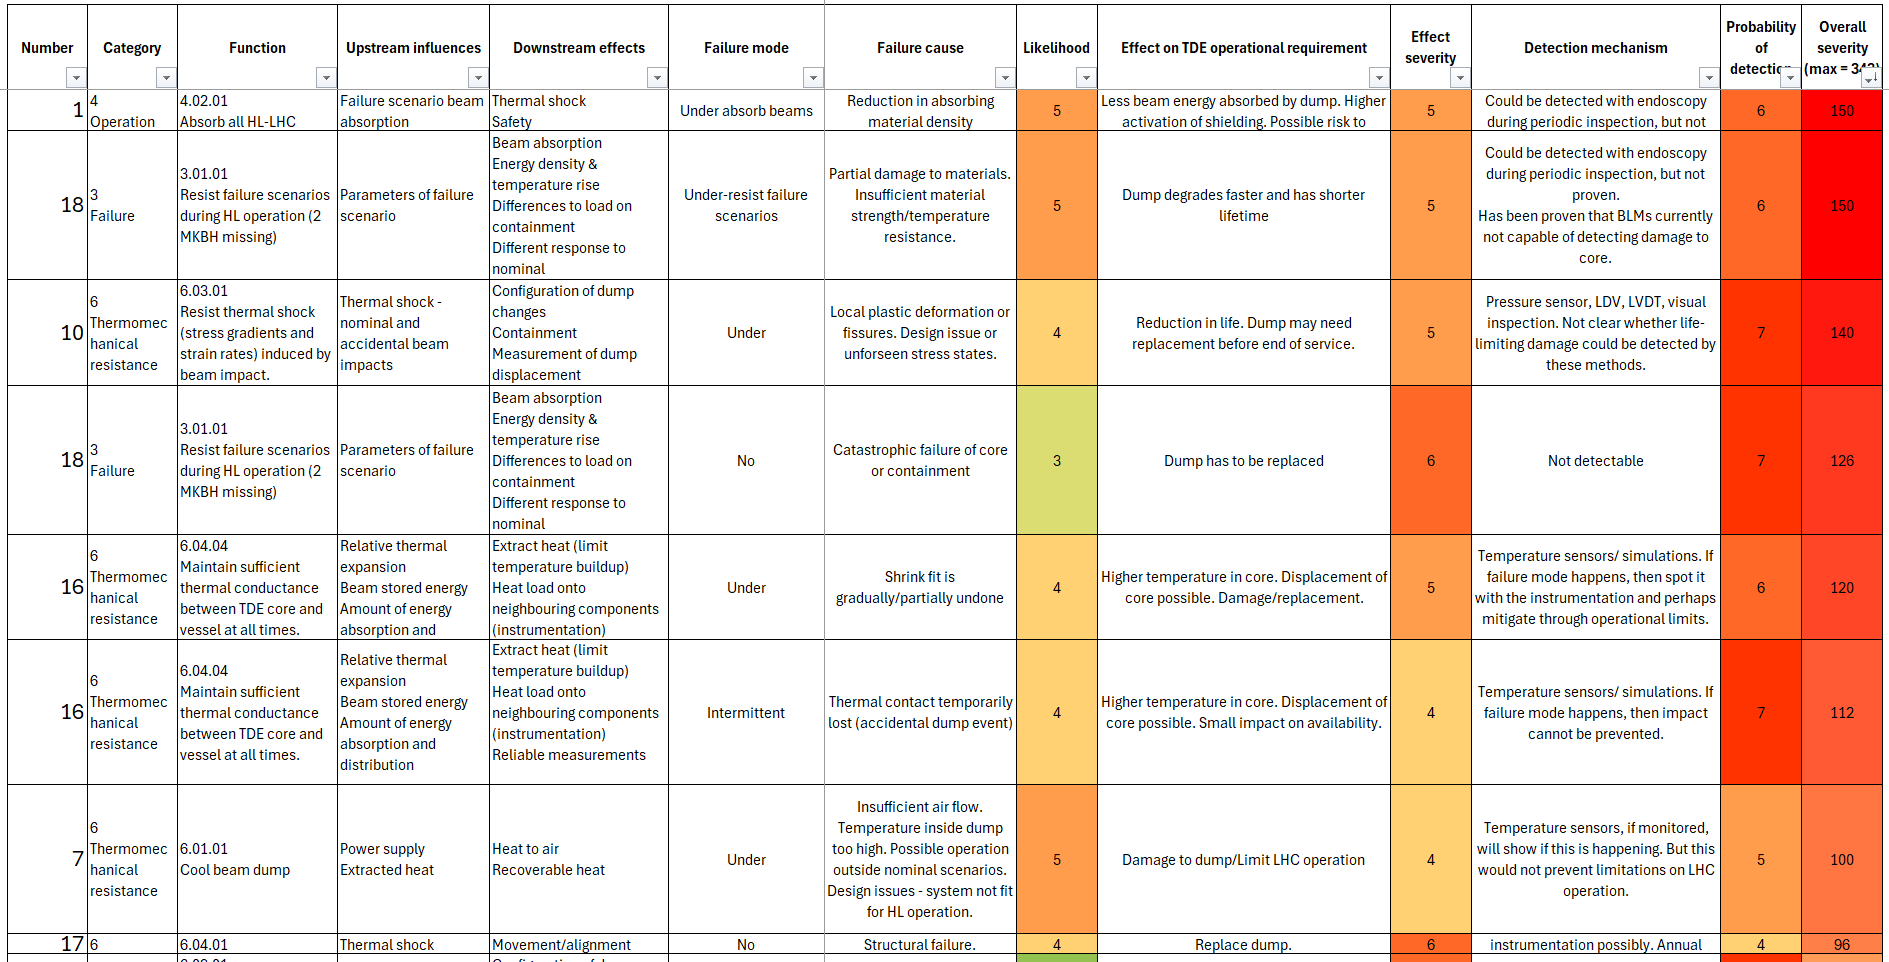 Number
Category
Function
Upstream influences
Downstream effects
Failure mode
Failure cause
Likelihood
Effect on TDE operational requirement
Effect
severity
Detection mechanism
Probability
of
detection
Overall
severity
(max = 343)
1
4
Operation
4.02.01
Absorb all HL-LHC
Failure scenario beam
absorption
Thermal shock
Safety
Under absorb beams
Reduction in absorbing
material density
5
Less beam energy absorbed by dump. Higher
activation of shielding. Possible risk to
5
Could be detected with endoscopy
during periodic inspection, but not
6
150
18
3
Failure
3.01.01
Resist failure scenarios
during HL operation (2
MKBH missing)
Parameters of failure
scenario
Beam absorption
Energy density &
temperature rise
Differences to load on
containment
Different response to
nominal
Under-resist failure
scenarios
Partial damage to materials.
Insufficient material
strength/temperature
resistance.
5
Dump degrades faster and has shorter
lifetime
5
Could be detected with endoscopy
during periodic inspection, but not
proven.
Has been proven that BLMs currently
not capable of detecting damage to
core.
6
150
10
6
Thermomec
hanical
resistance
6.03.01
Resist thermal shock
(stress gradients and
strain rates) induced by
beam impact.
Thermal shock -
nominal and
accidental beam
impacts
Configuration of dump
changes
Containment
Measurement of dump
displacement
Under
Local plastic deformation or
fissures. Design issue or
unforseen stress states.
4
Reduction in life. Dump may need
replacement before end of service.
5
Pressure sensor, LDV, LVDT, visual
inspection. Not clear whether life-
limiting damage could be detected by
these methods.
7
140
18
3
Failure
3.01.01
Resist failure scenarios
during HL operation (2
MKBH missing)
Parameters of failure
scenario
Beam absorption
Energy density &
temperature rise
Differences to load on
containment
Different response to
nominal
No
Catastrophic failure of core
or containment
3
Dump has to be replaced
6
Not detectable
7
126
16
6
Thermomec
hanical
resistance
6.04.04
Maintain sufficient
thermal conductance
between TDE core and
vessel at all times.
Relative thermal
expansion
Beam stored energy
Amount of energy
absorption and
Extract heat (limit
temperature buildup)
Heat load onto
neighbouring components
(instrumentation)
Under
Shrink fit is
gradually/partially undone
4
Higher temperature in core. Displacement of
core possible. Damage/replacement.
5
Temperature sensors/ simulations. If
failure mode happens, then spot it
with the instrumentation and perhaps
mitigate through operational limits.
6
120
16
6
Thermomec
hanical
resistance
6.04.04
Maintain sufficient
thermal conductance
between TDE core and
vessel at all times.
Relative thermal
expansion
Beam stored energy
Amount of energy
absorption and
distribution
Extract heat (limit
temperature buildup)
Heat load onto
neighbouring components
(instrumentation)
Reliable measurements
Intermittent
Thermal contact temporarily
lost (accidental dump event)
4
Higher temperature in core. Displacement of
core possible. Small impact on availability.
4
Temperature sensors/ simulations. If
failure mode happens, then impact
cannot be prevented.
7
112
7
6
Thermomec
hanical
resistance
6.01.01
Cool beam dump
Power supply
Extracted heat
Heat to air
Recoverable heat
Under
Insufficient air flow.
Temperature inside dump
too high. Possible operation
outside nominal scenarios.
Design issues - system not fit
for HL operation.
5
Damage to dump/Limit LHC operation
4
Temperature sensors, if monitored,
will show if this is happening. But this
would not prevent limitations on LHC
operation.
5
100
17
6
6.04.01
Thermal shock
Movement/alignment
No
Structural failure.
4
Replace dump.
6
instrumentation possibly. Annual
4
96